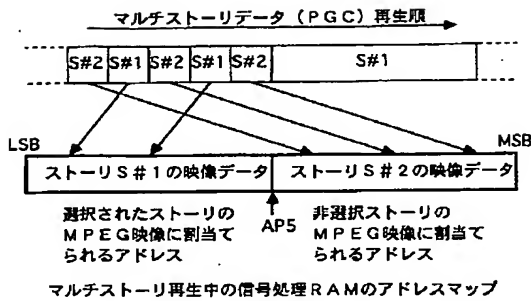 マルチストーリデータ(PGC)再生順
S#2 S#1 S#2 S#1 S#2 S#1
LSB MSB
ストーリS#1の映像データ ストーリS#2の映像データ
選択されたストーリの
MPEG映像に割当て
られるアドレス
AP5
非選択ストーリの
MPEG映像に割当て
られるアドレス
マルチストーリ再生中の信号処理RAMのアドレスマップ